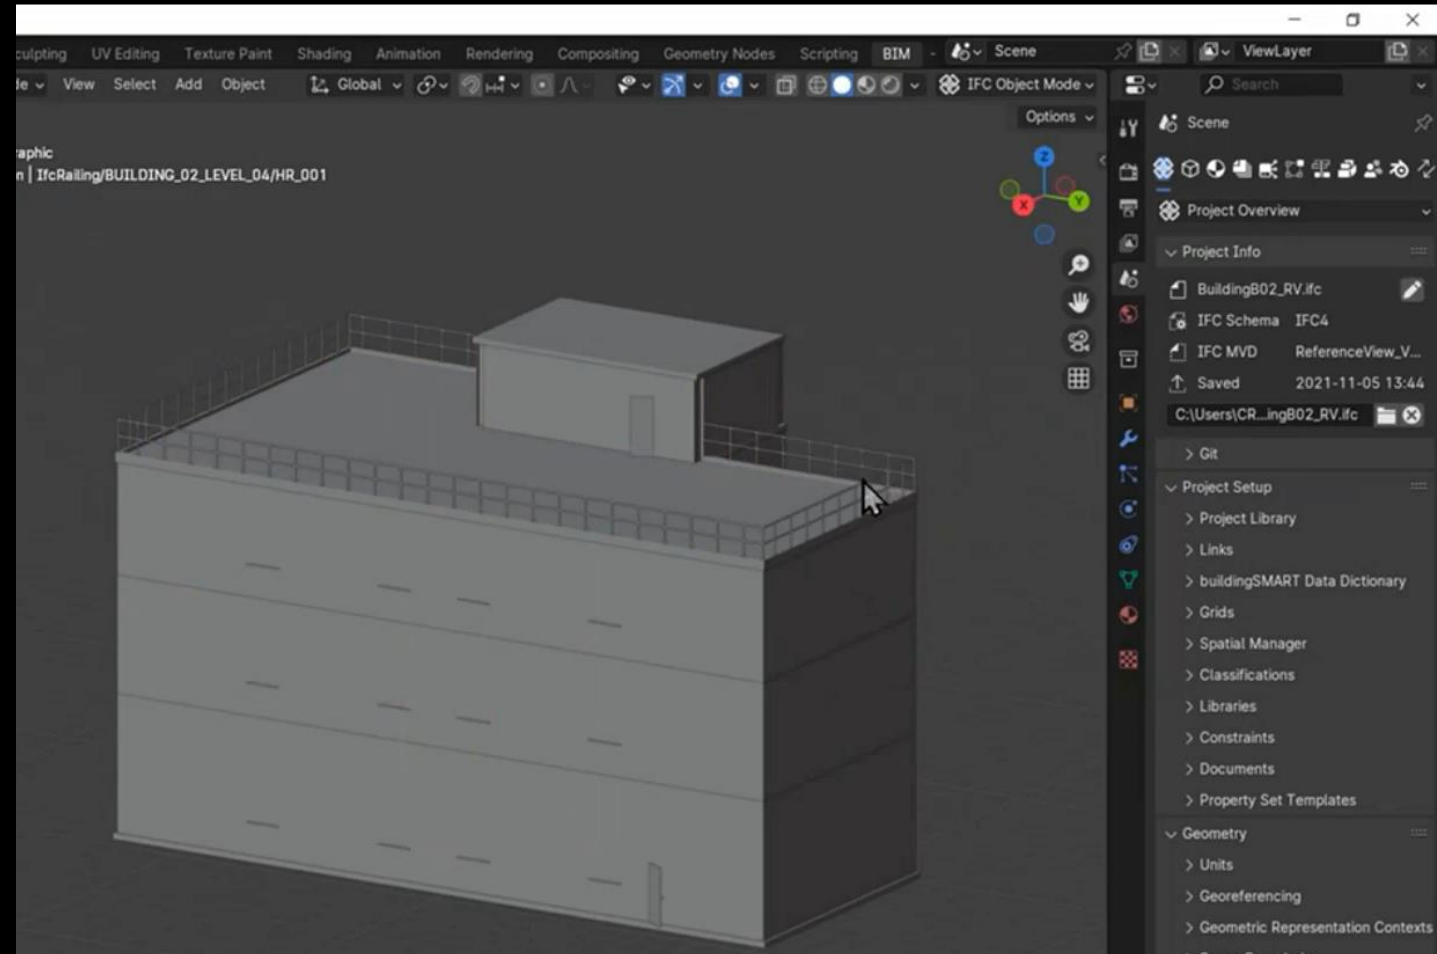 culpting UV Editing Texture Paint Shading Animation Rendering Compositing Geometry Nodes Scripting BIM Scene ViewLayer
de View Select Add Object Global IFC Object Mode Search
Options
Scene
raphic
n | IfcRailing/BUILDING_02_LEVEL_04/HR_001
Z
X
Y
Project Overview
Project Info
BuildingB02_RV.ifc
IFC Schema IFC4
IFC MVD ReferenceView_V...
Saved 2021-11-05 13:44
C:\Users\CR...ingB02_RV.ifc
Git
Project Setup
Project Library
Links
buildingSMART Data Dictionary
Grids
Spatial Manager
Classifications
Libraries
Constraints
Documents
Property Set Templates
Geometry
Units
Georeferencing
Geometric Representation Contexts